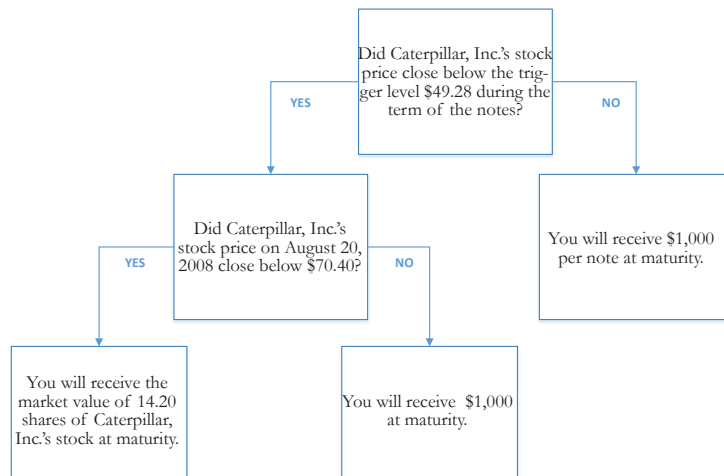 Did Caterpillar, Inc.'s stock
price close below the trig-
ger level $49.28 during the
term of the notes?
YES
NO
Did Caterpillar, Inc.'s
stock price on August 20,
2008 close below $70.40?
You will receive $1,000
per note at maturity.
YES
NO
You will receive the
market value of 14.20
shares of Caterpillar,
Inc.'s stock at maturity.
You will receive $1,000
at maturity.